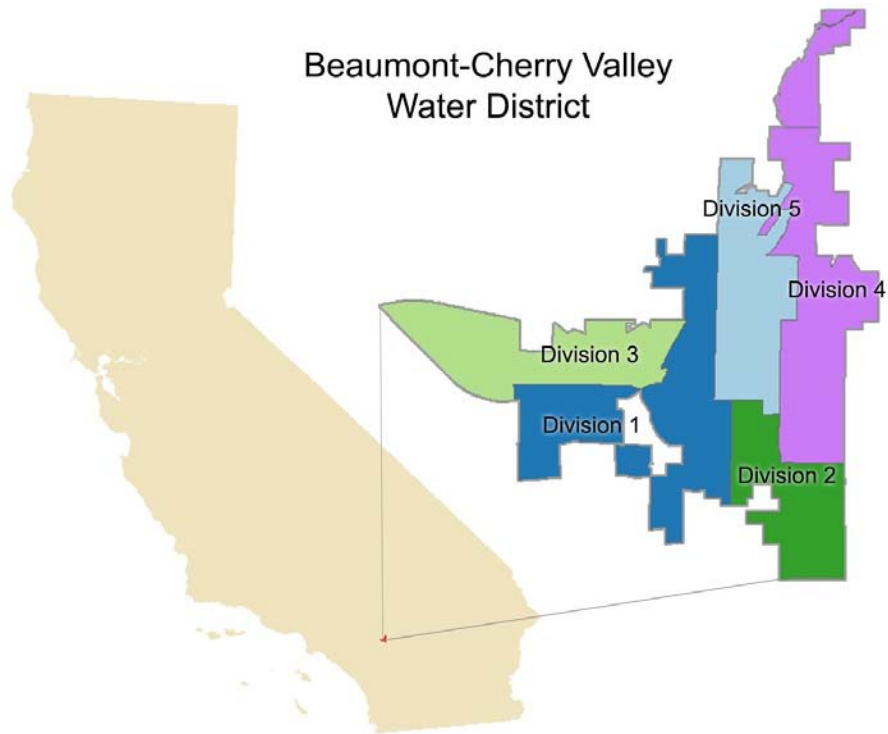 Beaumont-Cherry Valley
Water District
Division 5
Division 4
Division 3
Division 1
Division 2